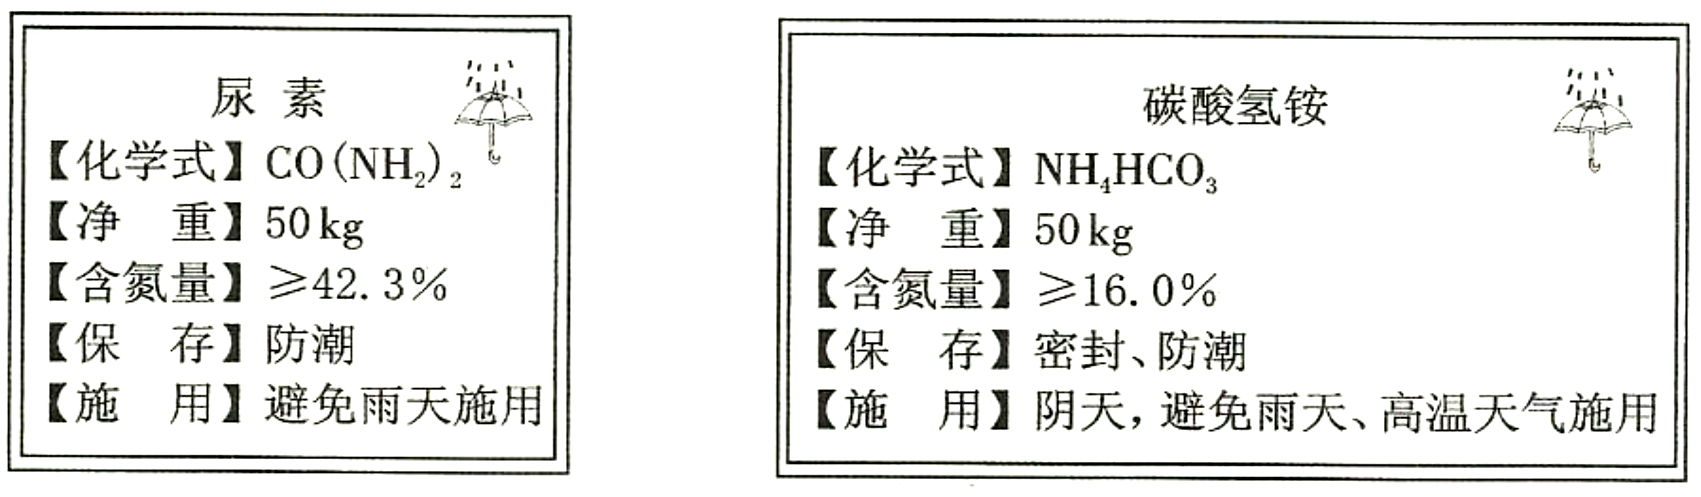 尿 素
【化学式】CO(NH₂)₂
【净 重】50 kg
【含氮量】≥42.3%
【保 存】防潮
【施 用】避免雨天施用
碳酸氢铵
【化学式】NH₄HCO₃
【净 重】50 kg
【含氮量】≥16.0%
【保 存】密封、防潮
【施 用】阴天,避免雨天、高温天气施用